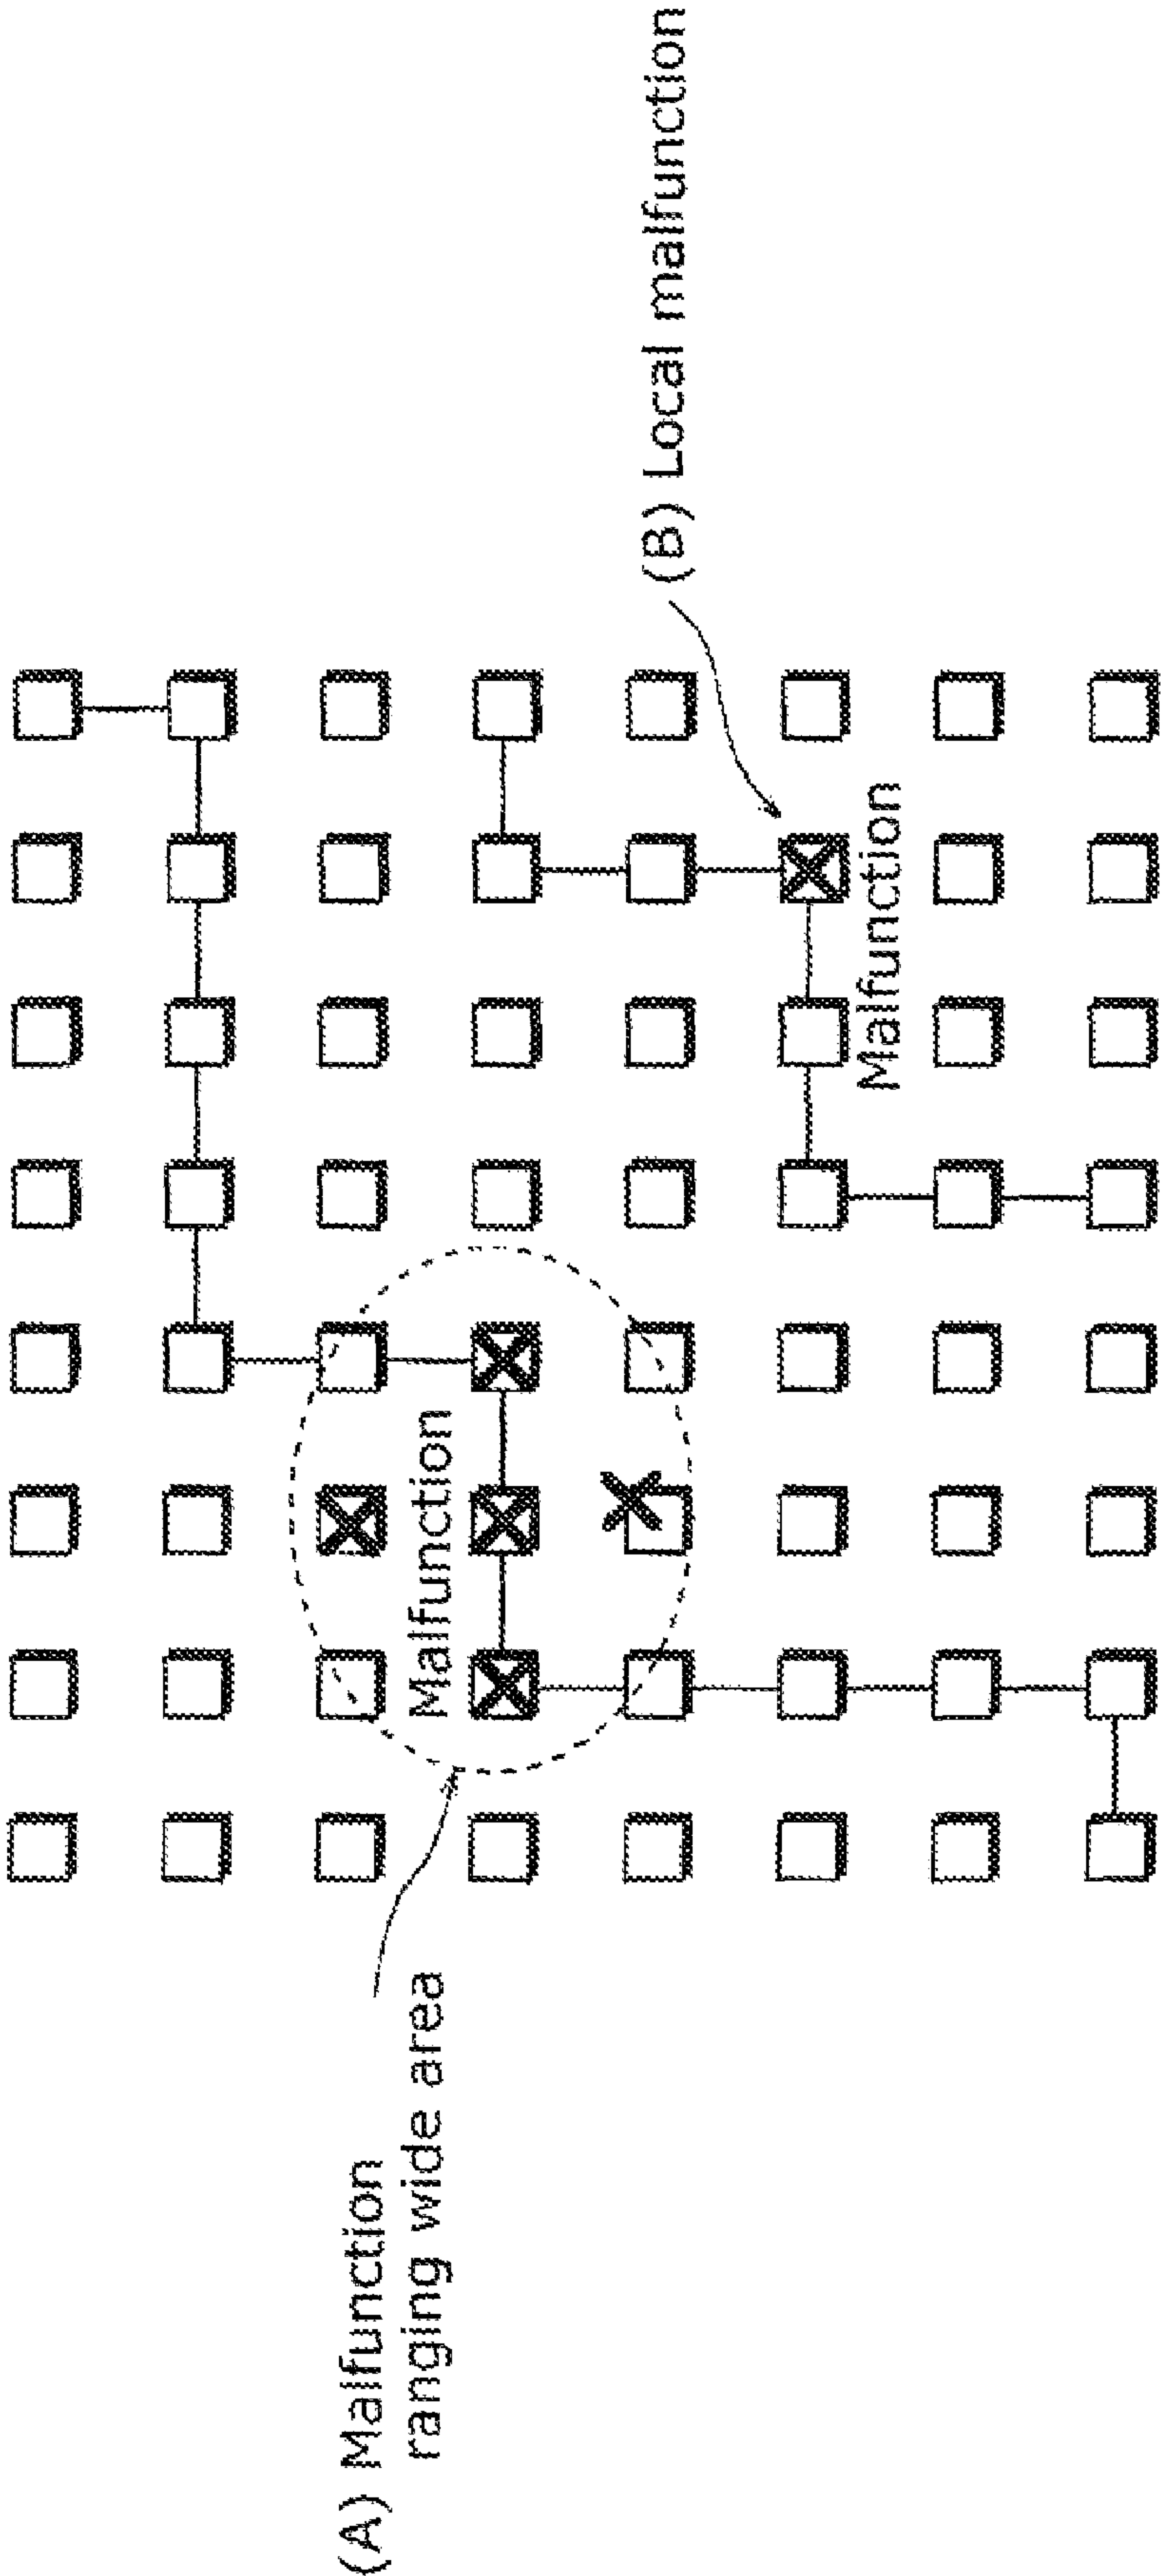 (A) Malfunction
ranging wide area
Malfunction
(B) Local malfunction
Malfunction